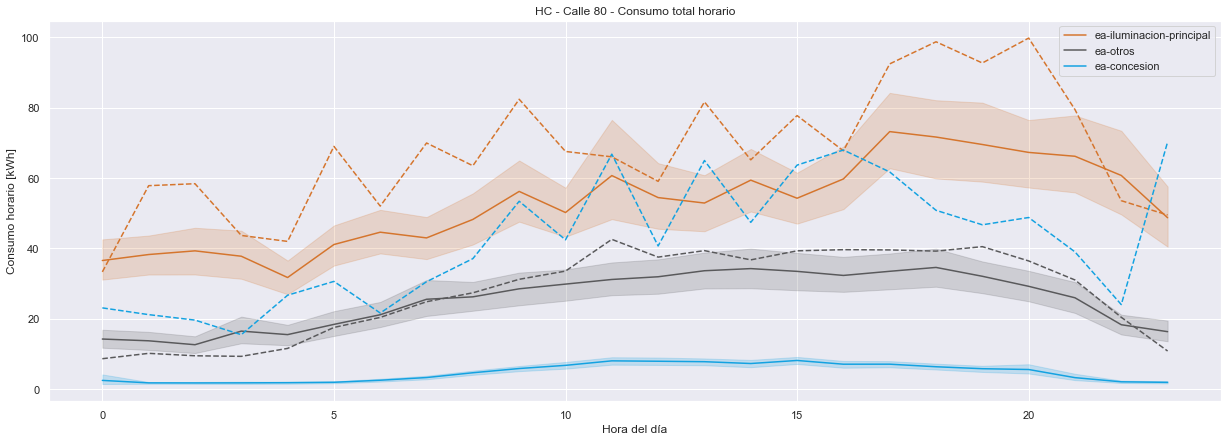 HC - Calle 80 - Consumo total horario
ea-iluminacion-principal
ea-otros
ea-concesion
Consumo horario [kWh]
100
80
60
40
20
0
0 5 10 15 20
Hora del día